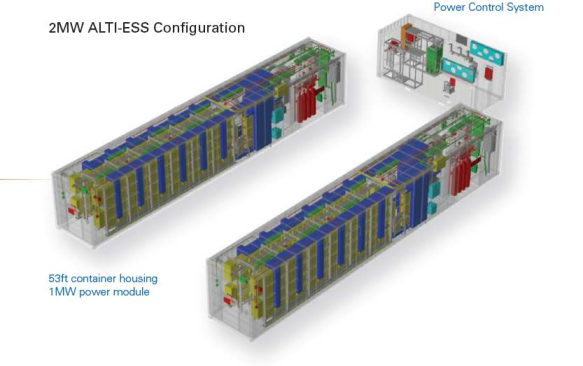 Power Control System
2MW ALTI-ESS Configuration
53ft container housing
1MW power module